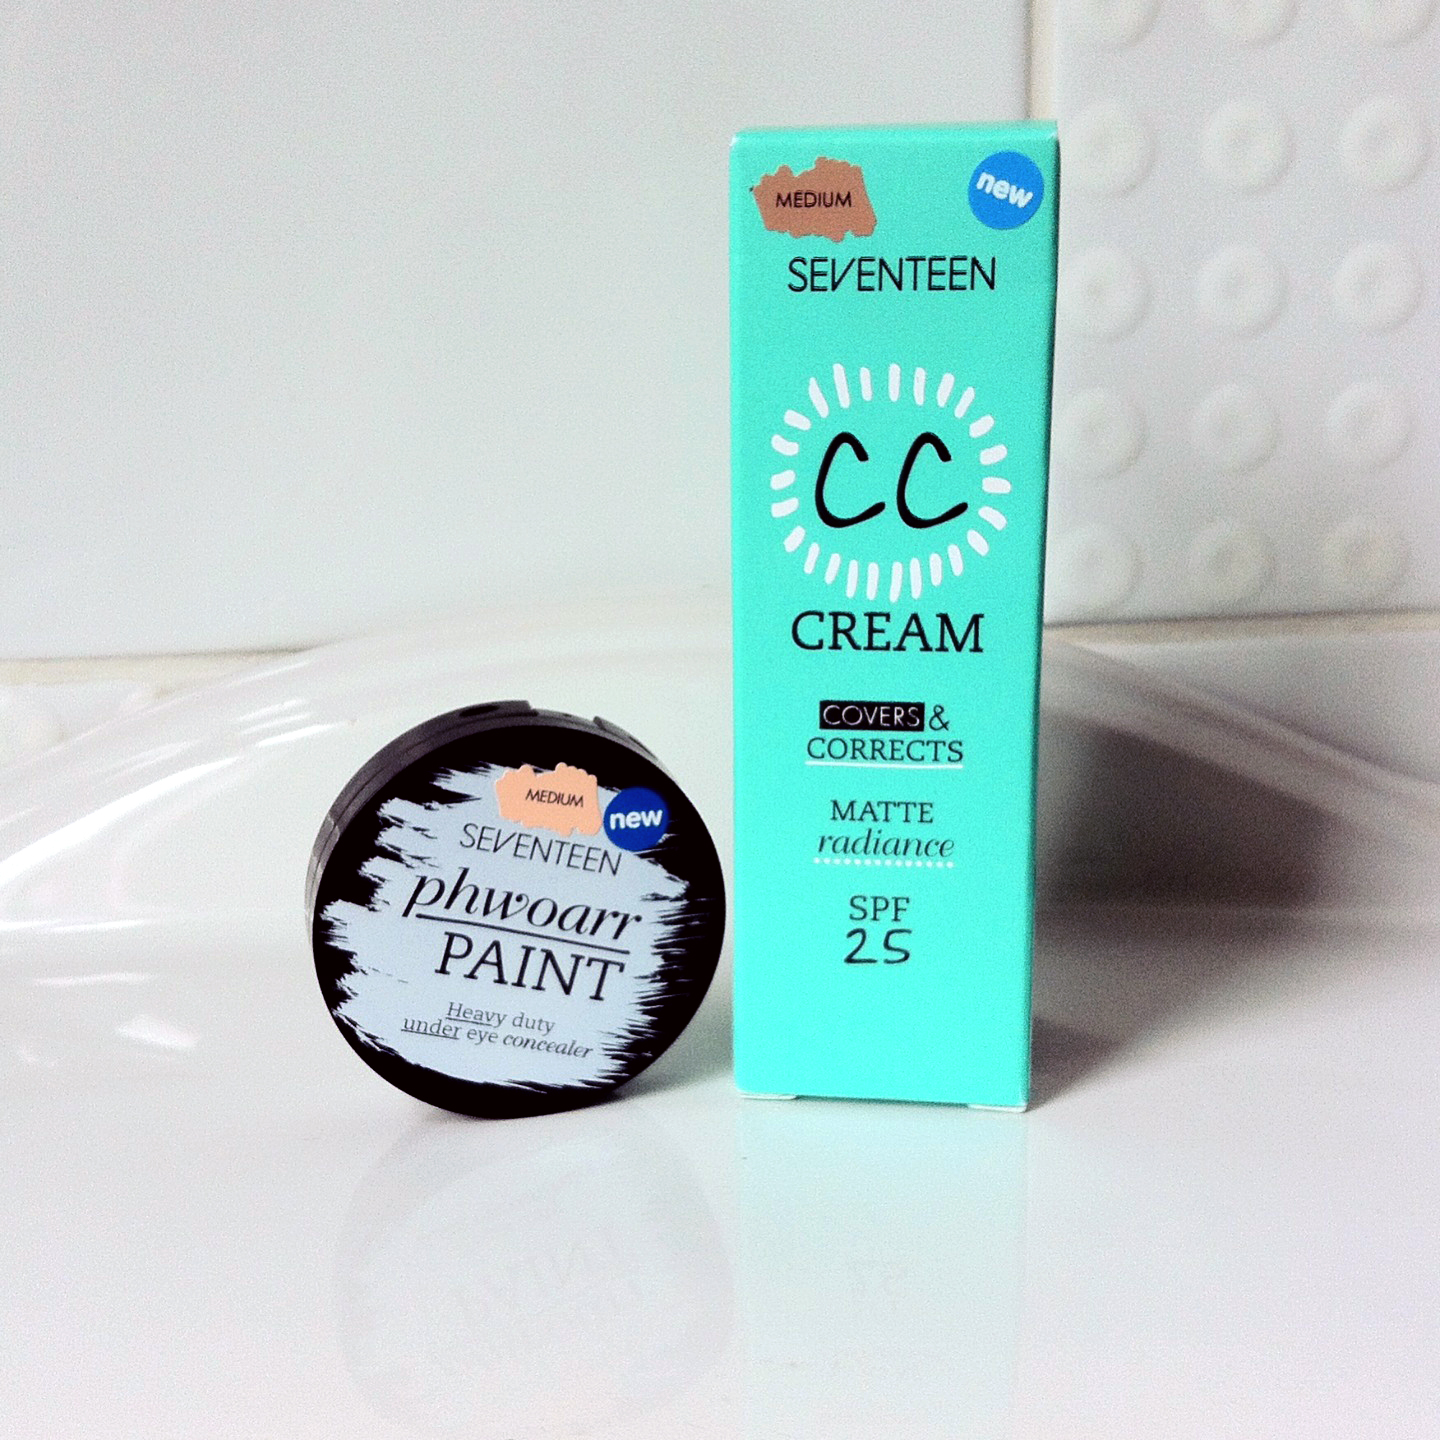 MEDIUM
new
SEVENTEEN
CC
CREAM
COVERS &
CORRECTS
MATTE
radiance
SPF
25
MEDIUM
new
SEVENTEEN
phwoarr
PAINT
Heavy duty
under eye concealer